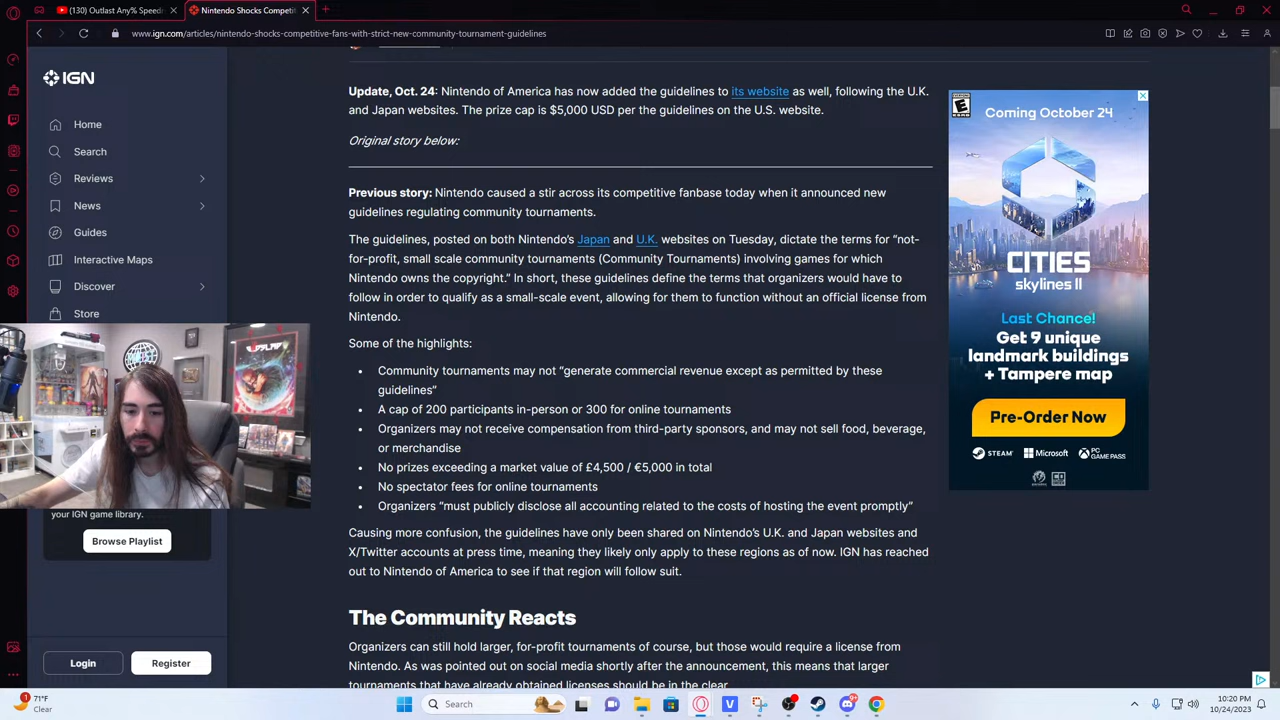 (130) Outlast Any% Speed
Nintendo Shocks Competit
www.ign.com/articles/nintendo-shocks-competitive-fans-with-strict-new-community-tournament-guidelines
IGN
Home
Search
Reviews
News
Guides
Interactive Maps
Discover
Store
your IGN game library.
Browse Playlist
Login
Register
Update, Oct. 24: Nintendo of America has now added the guidelines to its website as well, following the U.K.
and Japan websites. The prize cap is $5,000 USD per the guidelines on the U.S. website.
Original story below:
Previous story: Nintendo caused a stir across its competitive fanbase today when it announced new
guidelines regulating community tournaments.
The guidelines, posted on both Nintendo's Japan and U.K. websites on Tuesday, dictate the terms for "not-
for-profit, small scale community tournaments (Community Tournaments) involving games for which
Nintendo owns the copyright." In short, these guidelines define the terms that organizers would have to
follow in order to qualify as a small-scale event, allowing for them to function without an official license from
Nintendo.
Some of the highlights:
• Community tournaments may not "generate commercial revenue except as permitted by these
guidelines"
• A cap of 200 participants in-person or 300 for online tournaments
• Organizers may not receive compensation from third-party sponsors, and may not sell food, beverage,
or merchandise
• No prizes exceeding a market value of £4,500 / €5,000 in total
• No spectator fees for online tournaments
• Organizers "must publicly disclose all accounting related to the costs of hosting the event promptly"
Causing more confusion, the guidelines have only been shared on Nintendo's U.K. and Japan websites and
X/Twitter accounts at press time, meaning they likely only apply to these regions as of now. IGN has reached
out to Nintendo of America to see if that region will follow suit.
The Community Reacts
Organizers can still hold larger, for-profit tournaments of course, but those would require a license from
Nintendo. As was pointed out on social media shortly after the announcement, this means that larger
tournaments that have already obtained licenses should be in the clear.
E
Coming October 24
CITIES
skylines II
Last Chance!
Get 9 unique
landmark buildings
+ Tampere map
Pre-Order Now
STEAM
Microsoft
PC GAME PASS
1
71°F
Clear
Search
10:20 PM
10/24/2023